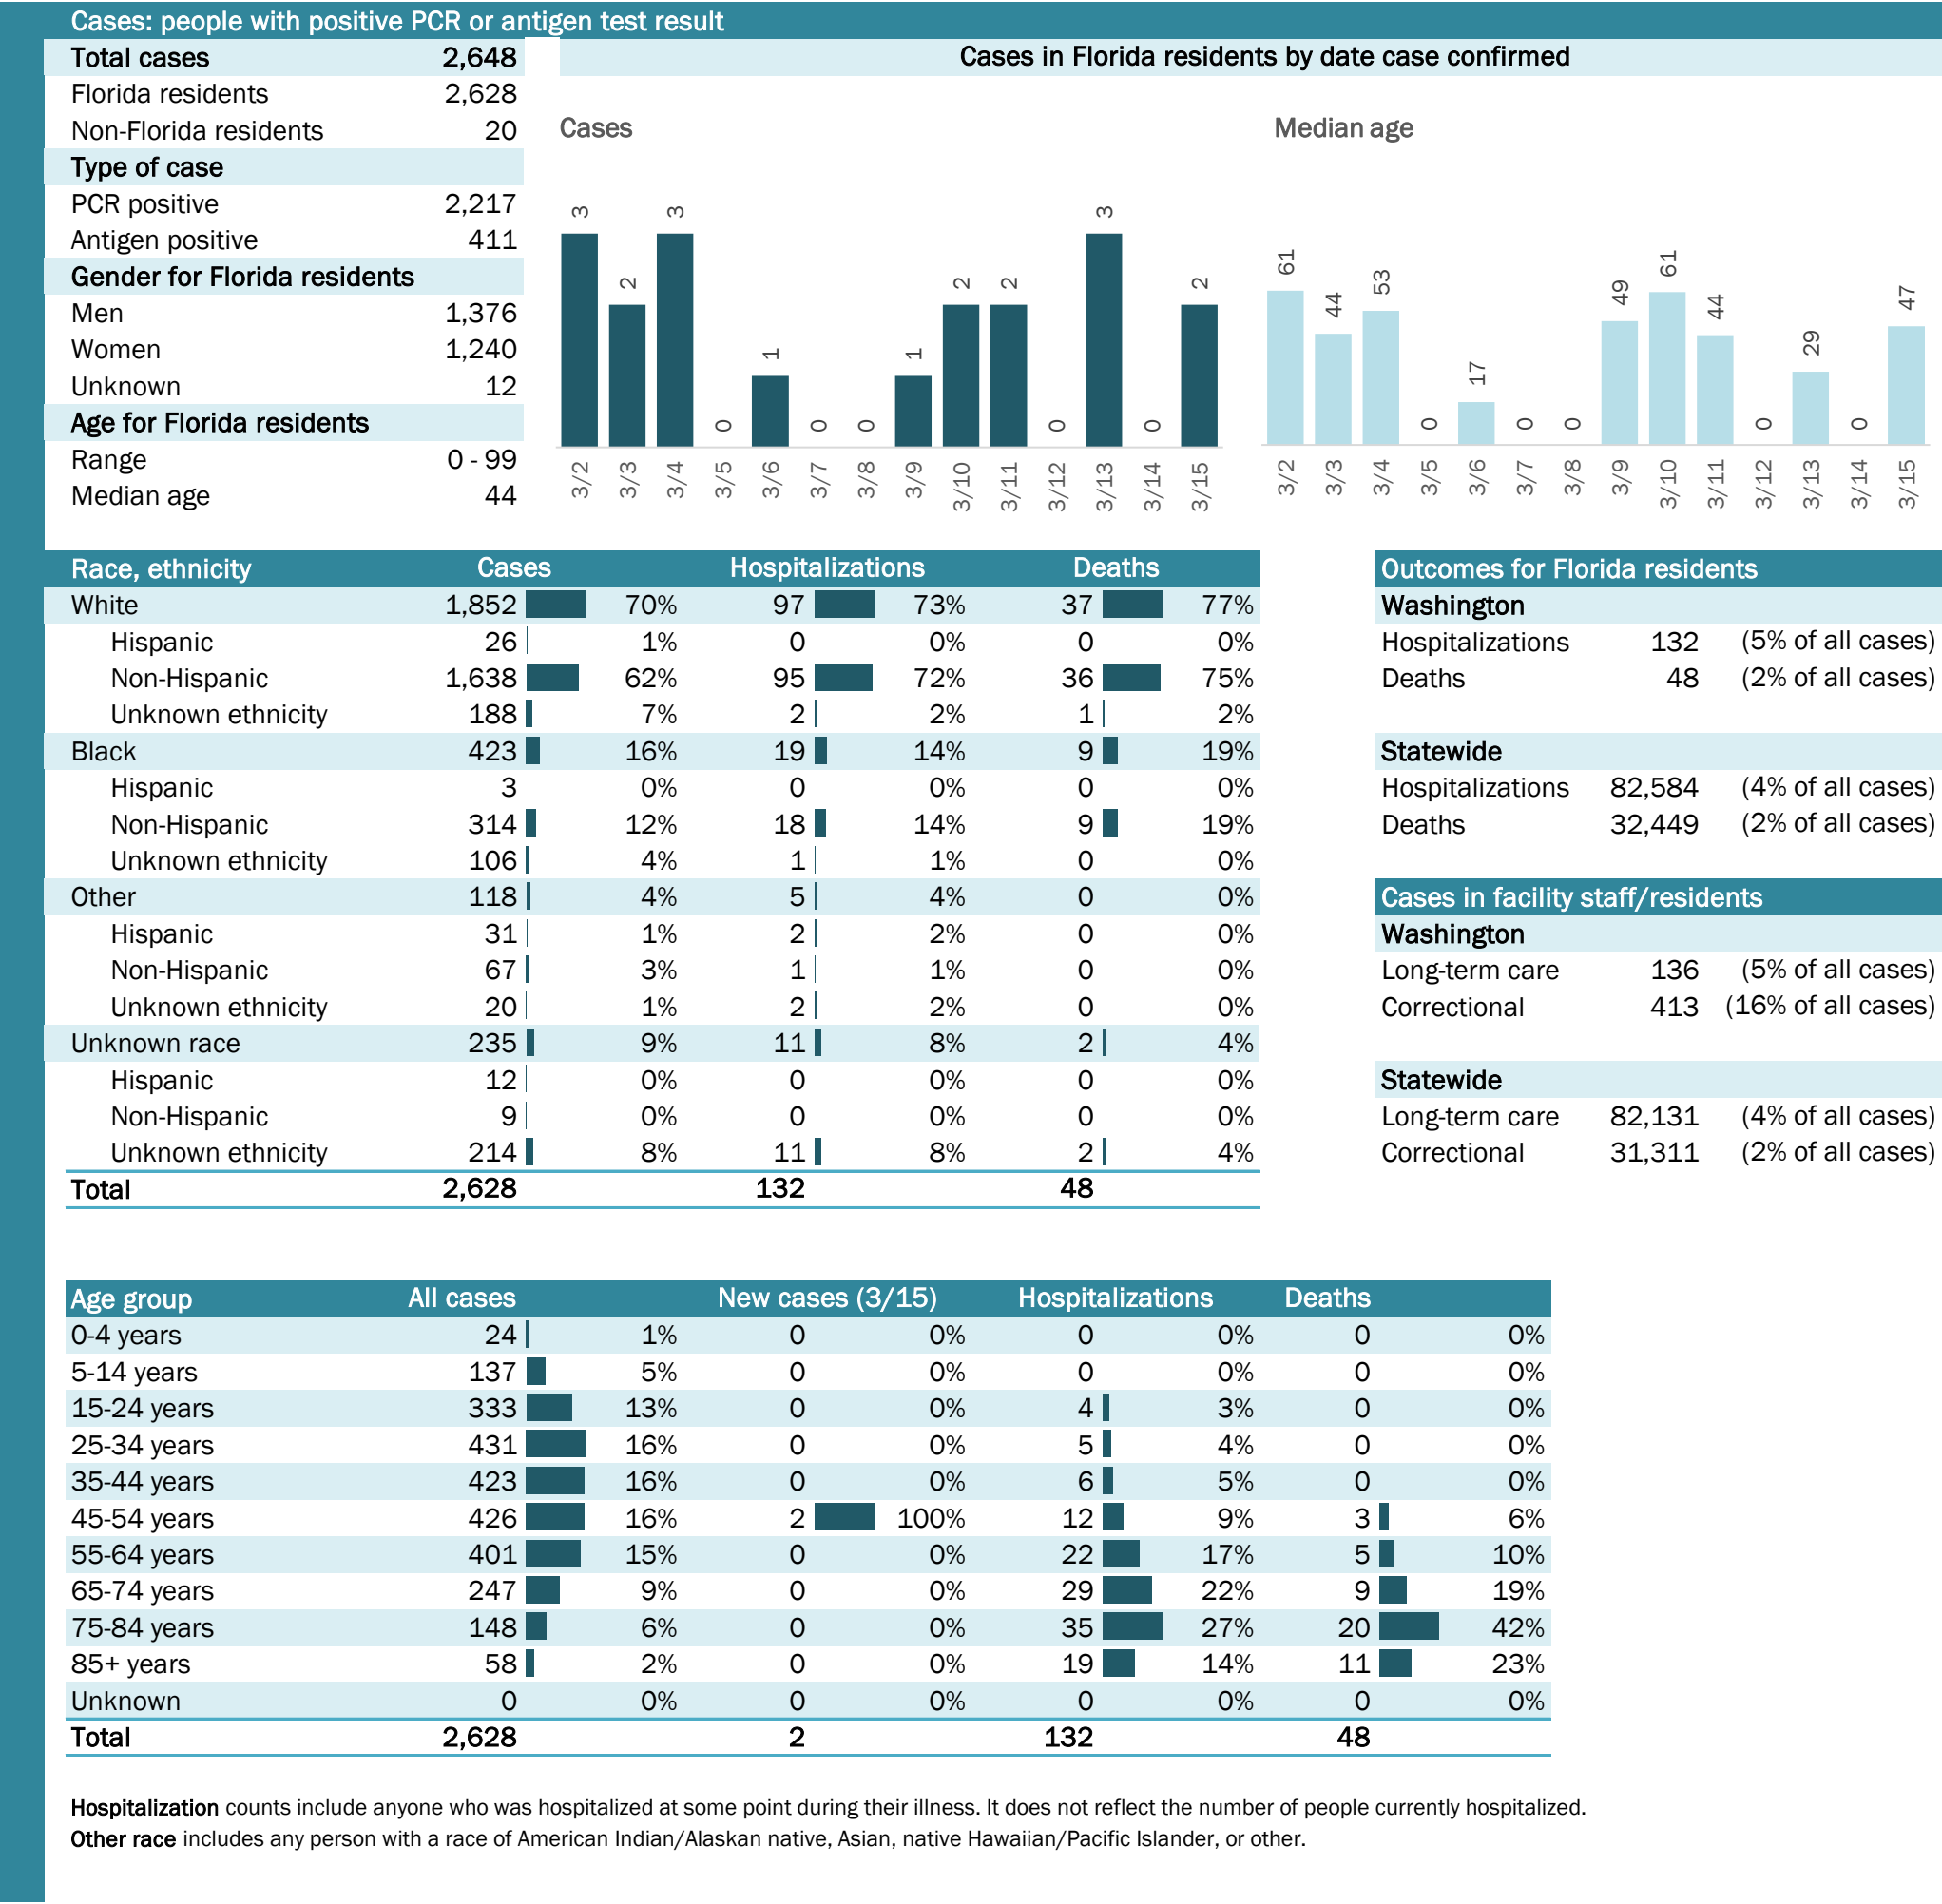 Cases: people with positive PCR or antigen test result
Total cases 2,648
Florida residents 2,628
Non-Florida residents 20
Type of case
PCR positive 2,217
Antigen positive 411
Gender for Florida residents
Men 1,376
Women 1,240
Unknown 12
Age for Florida residents
Range 0 - 99
Median age 44
Cases in Florida residents by date case confirmed
Cases
3 2 3 0 1 0 0 1 2 2 0 3 0 2
3/2 3/3 3/4 3/5 3/6 3/7 3/8 3/9 3/10 3/11 3/12 3/13 3/14 3/15
Median age
61 44 53 0 17 0 0 49 61 44 0 29 0 47
3/2 3/3 3/4 3/5 3/6 3/7 3/8 3/9 3/10 3/11 3/12 3/13 3/14 3/15
Race, ethnicity Cases Hospitalizations Deaths
White 1,852 70% 97 73% 37 77%
Hispanic 26 1% 0 0% 0 0%
Non-Hispanic 1,638 62% 95 72% 36 75%
Unknown ethnicity 188 7% 2 2% 1 2%
Black 423 16% 19 14% 9 19%
Hispanic 3 0% 0 0% 0 0%
Non-Hispanic 314 12% 18 14% 9 19%
Unknown ethnicity 106 4% 1 1% 0 0%
Other 118 4% 5 4% 0 0%
Hispanic 31 1% 2 2% 0 0%
Non-Hispanic 67 3% 1 1% 0 0%
Unknown ethnicity 20 1% 2 2% 0 0%
Unknown race 235 9% 11 8% 2 4%
Hispanic 12 0% 0 0% 0 0%
Non-Hispanic 9 0% 0 0% 0 0%
Unknown ethnicity 214 8% 11 8% 2 4%
Total 2,628 132 48
Outcomes for Florida residents
Washington
Hospitalizations 132 (5% of all cases)
Deaths 48 (2% of all cases)
Statewide
Hospitalizations 82,584 (4% of all cases)
Deaths 32,449 (2% of all cases)
Cases in facility staff/residents
Washington
Long-term care 136 (5% of all cases)
Correctional 413 (16% of all cases)
Statewide
Long-term care 82,131 (4% of all cases)
Correctional 31,311 (2% of all cases)
Age group All cases New cases (3/15) Hospitalizations Deaths
0-4 years 24 1% 0 0% 0 0% 0 0%
5-14 years 137 5% 0 0% 0 0% 0 0%
15-24 years 333 13% 0 0% 4 3% 0 0%
25-34 years 431 16% 0 0% 5 4% 0 0%
35-44 years 423 16% 0 0% 6 5% 0 0%
45-54 years 426 16% 2 100% 12 9% 3 6%
55-64 years 401 15% 0 0% 22 17% 5 10%
65-74 years 247 9% 0 0% 29 22% 9 19%
75-84 years 148 6% 0 0% 35 27% 20 42%
85+ years 58 2% 0 0% 19 14% 11 23%
Unknown 0 0% 0 0% 0 0% 0 0%
Total 2,628 2 132 48
Hospitalization counts include anyone who was hospitalized at some point during their illness. It does not reflect the number of people currently hospitalized.
Other race includes any person with a race of American Indian/Alaskan native, Asian, native Hawaiian/Pacific Islander, or other.